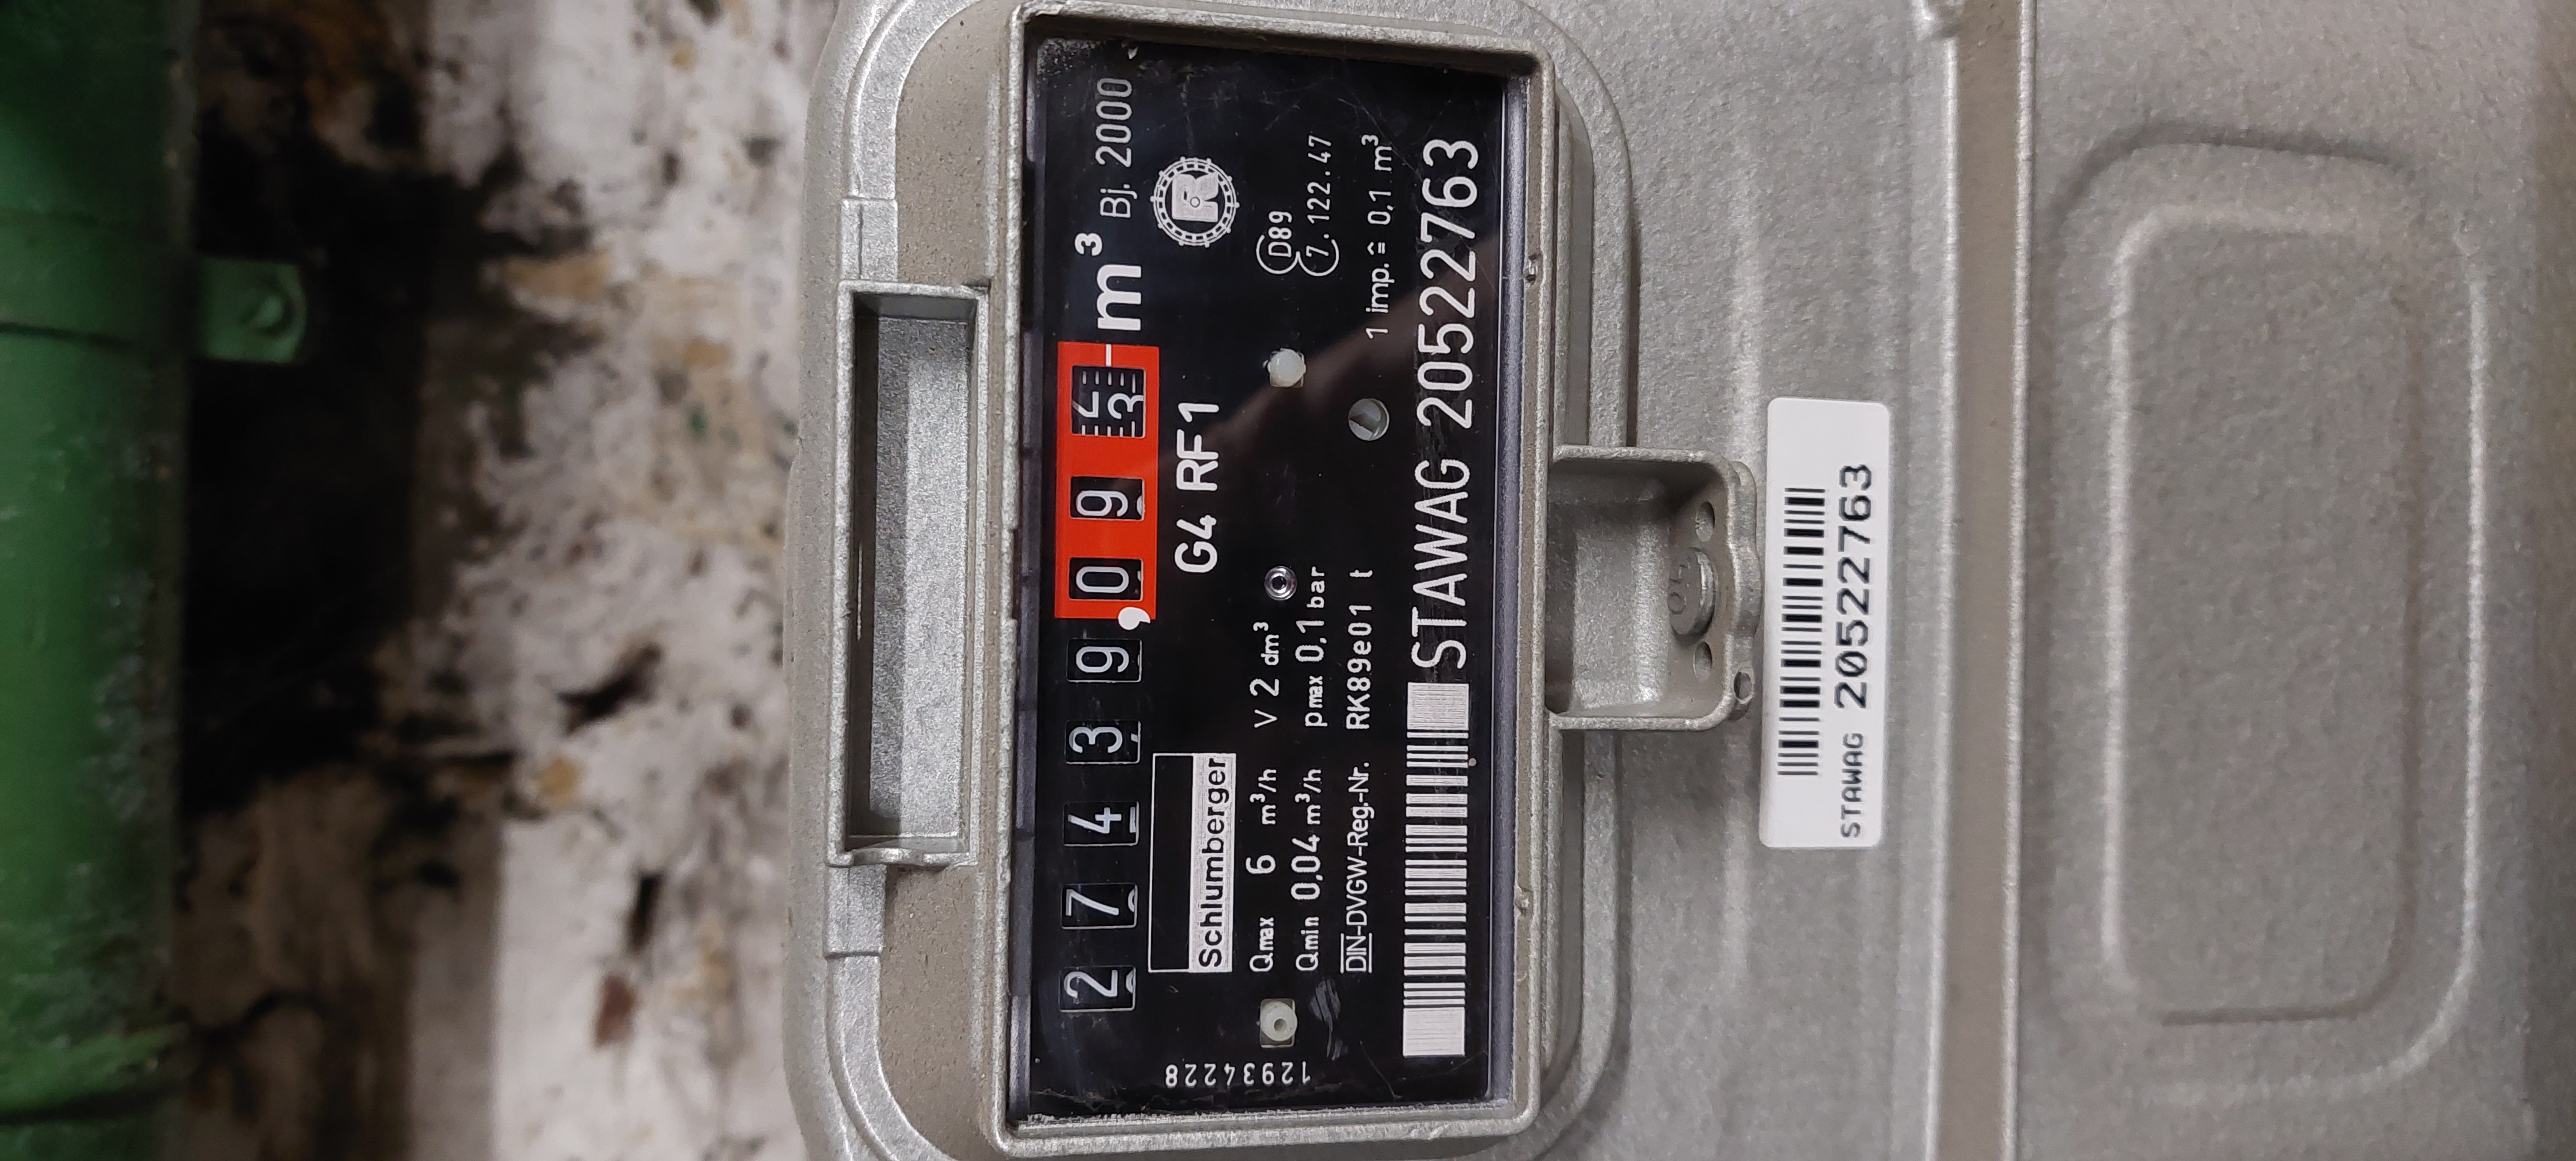 27439,092 m³ Bj. 2000
12934228
Schlumberger
G4 RF1
R
Qmax 6 m³/h V 2 dm³
Qmin 0,04 m³/h pmax 0,1 bar
D89
7.122.47
DIN-DVGW-Reg.-Nr. RK89e01 t
1 imp. ≙ 0,1 m³
STAWAG 20522763
STAWAG 20522763